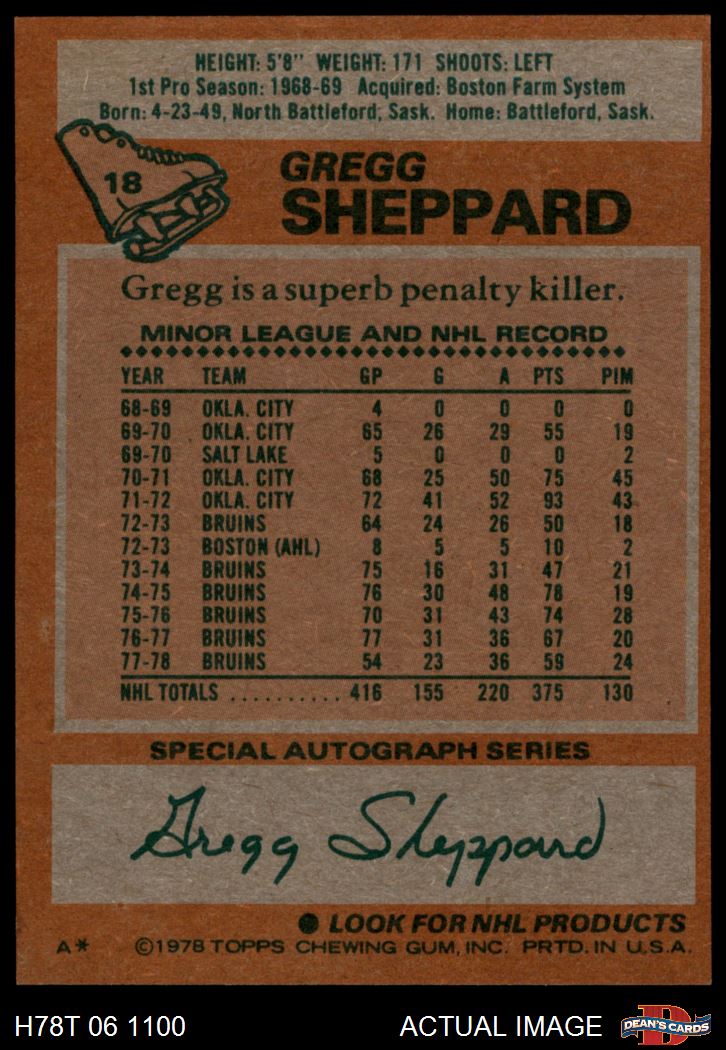 HEIGHT: 5'8" WEIGHT: 171 SHOOTS: LEFT
1st Pro Season: 1968-69 Acquired: Boston Farm System
Born: 4-23-49, North Battleford, Sask. Home: Battleford, Sask.
18
GREGG
SHEPPARD
Gregg is a superb penalty killer.
MINOR LEAGUE AND NHL RECORD
YEAR TEAM GP G A PTS PIM
68-69 OKLA. CITY 4 0 0 0 0
69-70 OKLA. CITY 65 26 29 55 19
69-70 SALT LAKE 5 0 0 0 2
70-71 OKLA. CITY 68 25 50 75 45
71-72 OKLA. CITY 72 41 52 93 43
72-73 BRUINS 64 24 26 50 18
72-73 BOSTON (AHL) 8 5 5 10 2
73-74 BRUINS 75 16 31 47 21
74-75 BRUINS 76 30 48 78 19
75-76 BRUINS 70 31 43 74 28
76-77 BRUINS 77 31 36 67 20
77-78 BRUINS 54 23 36 59 24
NHL TOTALS .......... 416 155 220 375 130
SPECIAL AUTOGRAPH SERIES
Gregg Sheppard
● LOOK FOR NHL PRODUCTS
A* ©1978 TOPPS CHEWING GUM, INC. PRTD. IN U.S.A.
H78T 06 1100 ACTUAL IMAGE D DEAN'S CARDS